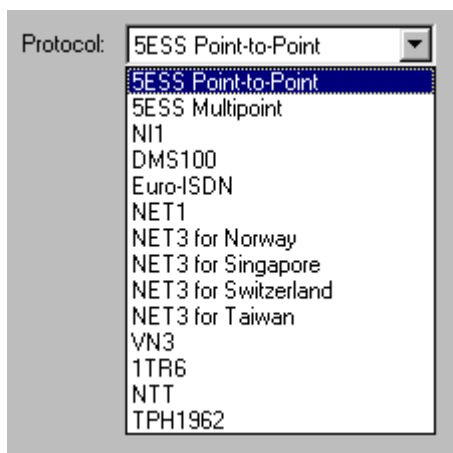 Protocol: 5ESS Point-to-Point
5ESS Point-to-Point
5ESS Multipoint
NI1
DMS100
Euro-ISDN
NET1
NET3 for Norway
NET3 for Singapore
NET3 for Switzerland
NET3 for Taiwan
VN3
1TR6
NTT
TPH1962